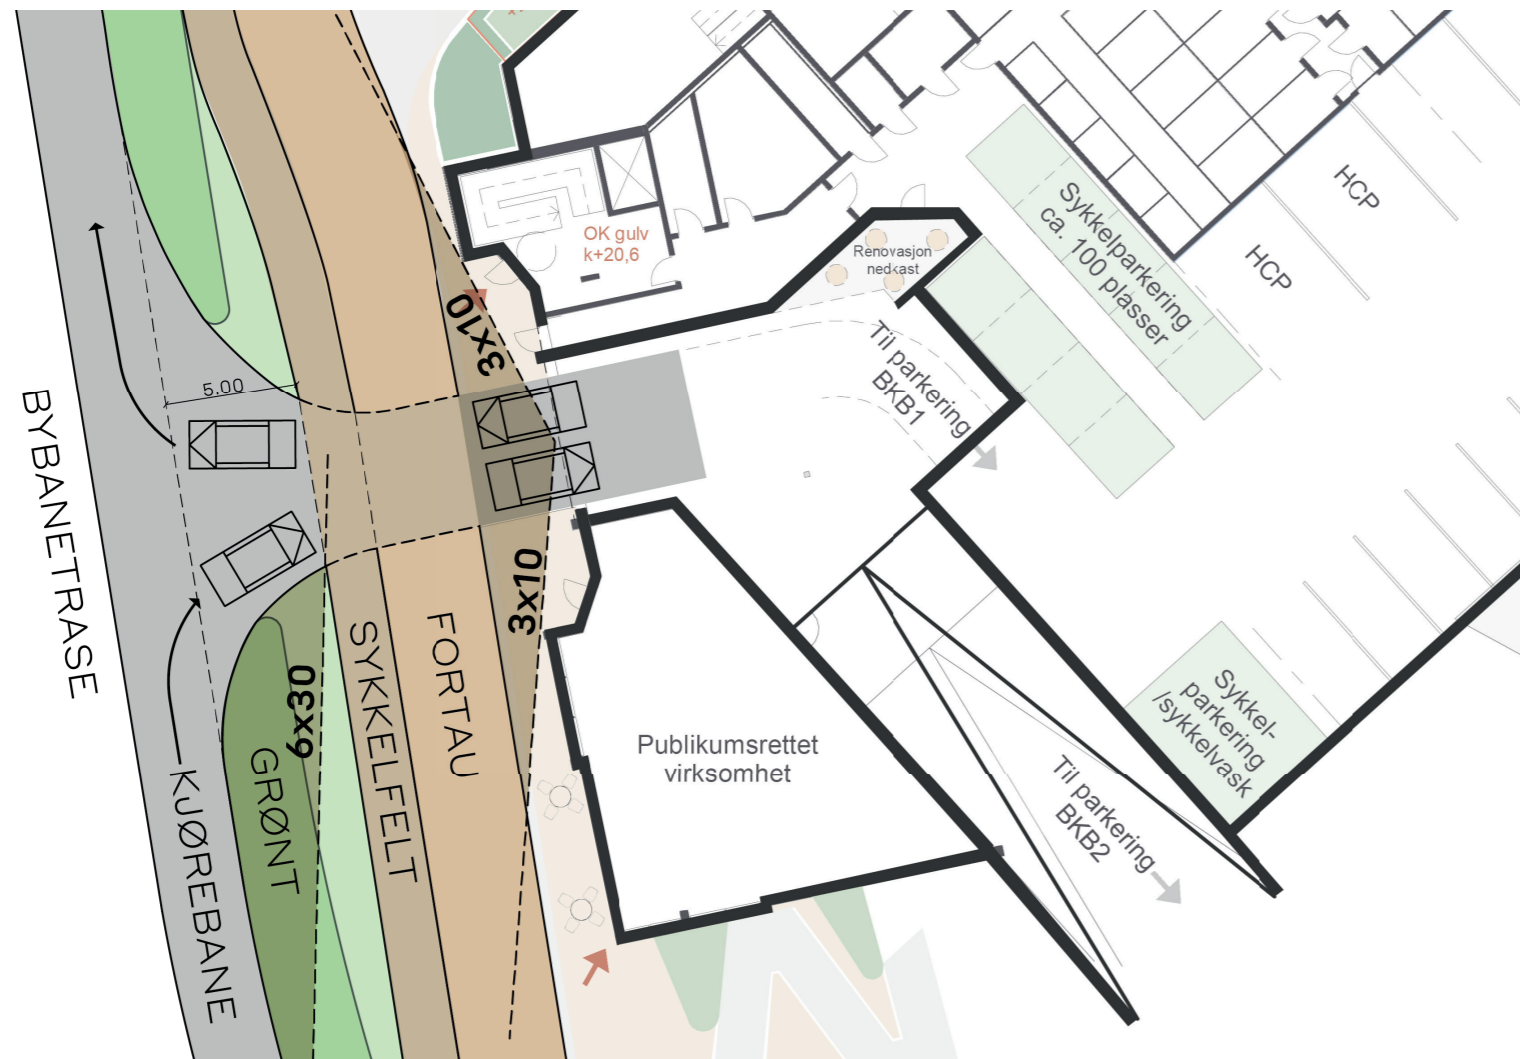 OK gulv
k+20,6
Renovasjon
nedkast
Sykkelparkering
ca. 100 plasser
HCP
HCP
3x10
Til parkering
BKB1
5.00
BYBANETRASE
3x10
SYKKELFELT
FORTAU
6x30
GRØNT
KJØREBANE
Publikumsrettet
virksomhet
Sykkel-
parkering
/sykkelvask
Til parkering
BKB2